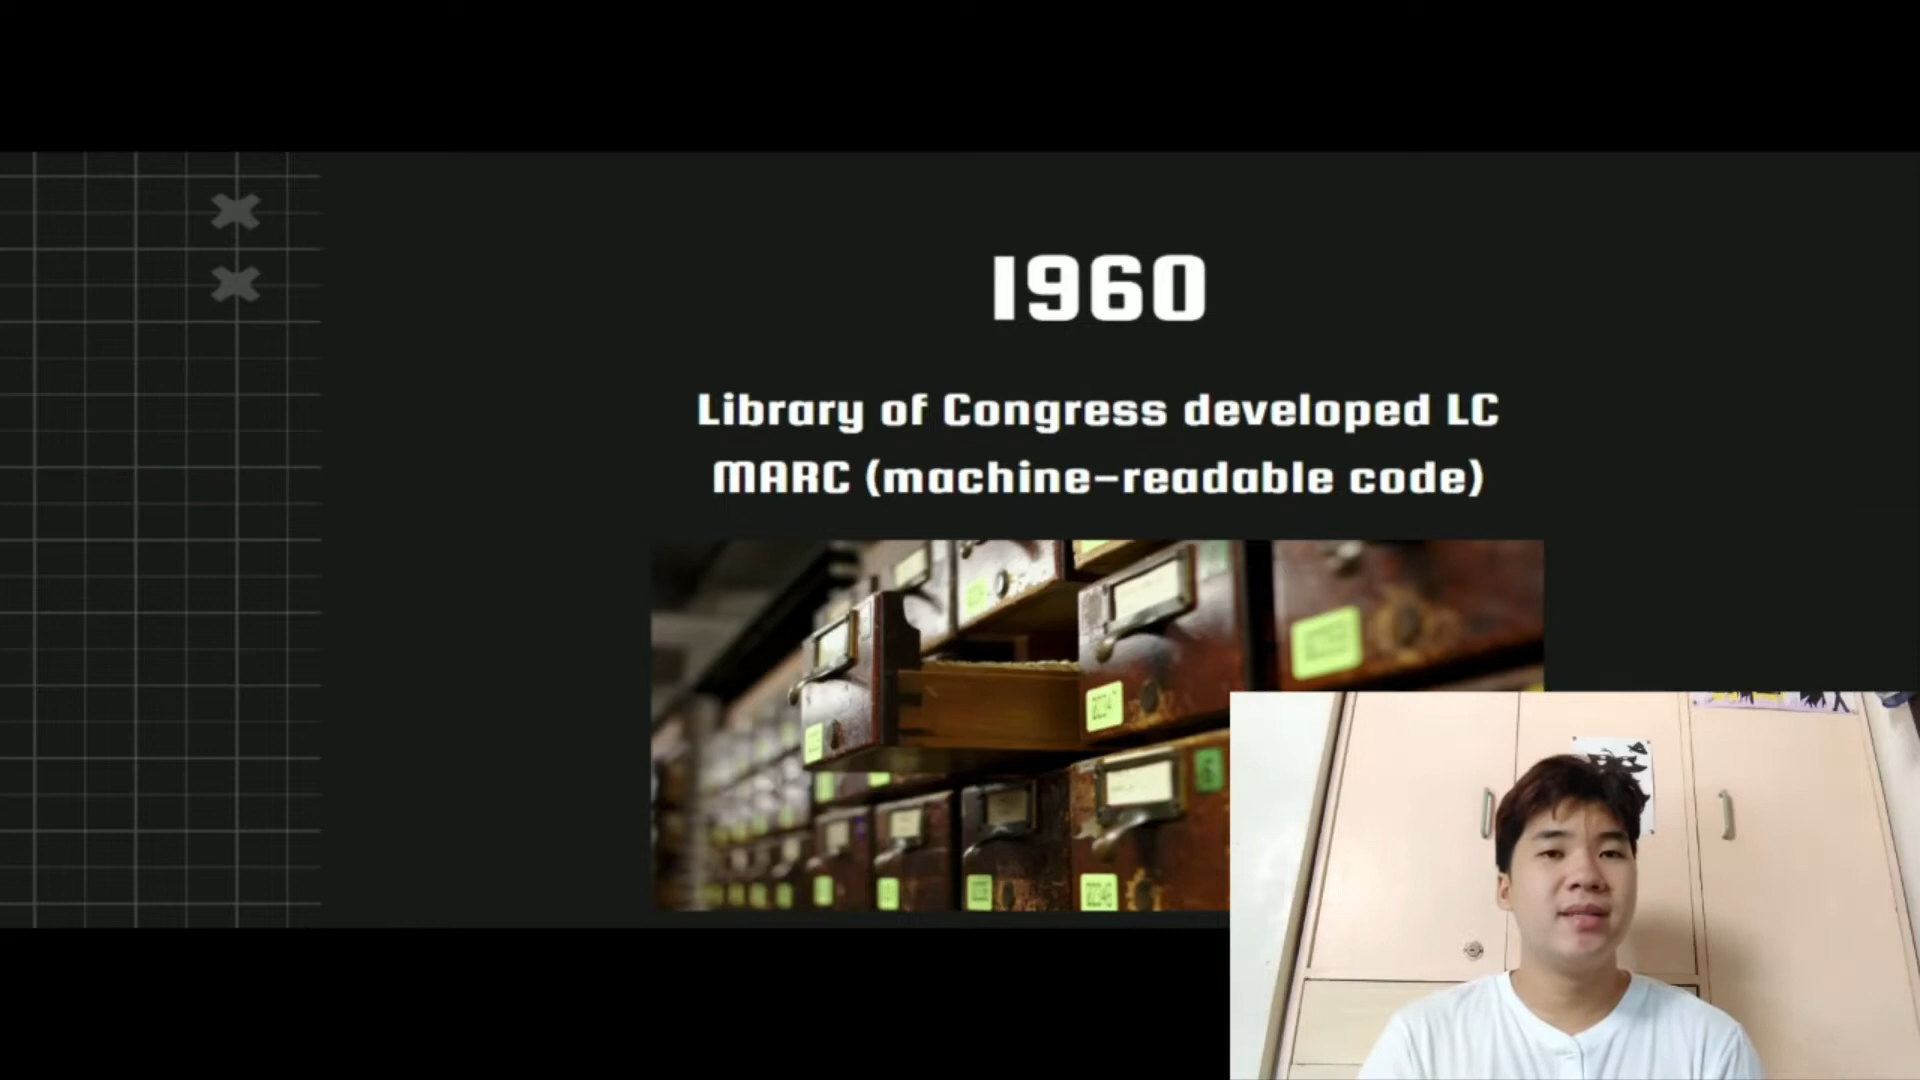 1960
Library of Congress developed LC
MARC (machine-readable code)